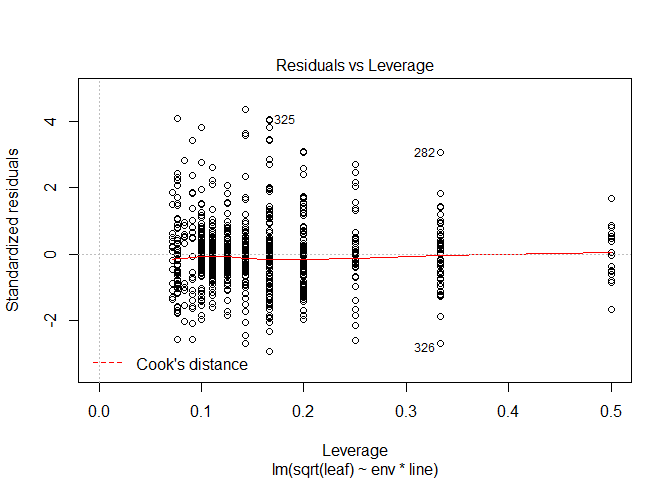 Residuals vs Leverage
Standardized residuals
4
2
0
-2
325
282
326
Cook's distance
0.0 0.1 0.2 0.3 0.4 0.5
Leverage
lm(sqrt(leaf) ~ env * line)